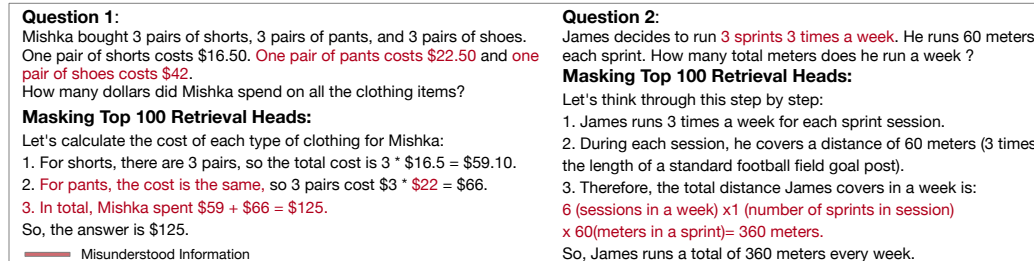 Question 1:
Mishka bought 3 pairs of shorts, 3 pairs of pants, and 3 pairs of shoes.
One pair of shorts costs $16.50. One pair of pants costs $22.50 and one
pair of shoes costs $42.
How many dollars did Mishka spend on all the clothing items?
Masking Top 100 Retrieval Heads:
Let's calculate the cost of each type of clothing for Mishka:
1. For shorts, there are 3 pairs, so the total cost is 3 * $16.5 = $59.10.
2. For pants, the cost is the same, so 3 pairs cost $3 * $22 = $66.
3. In total, Mishka spent $59 + $66 = $125.
So, the answer is $125.
Misunderstood Information
Question 2:
James decides to run 3 sprints 3 times a week. He runs 60 meters
each sprint. How many total meters does he run a week ?
Masking Top 100 Retrieval Heads:
Let's think through this step by step:
1. James runs 3 times a week for each sprint session.
2. During each session, he covers a distance of 60 meters (3 times
the length of a standard football field goal post).
3. Therefore, the total distance James covers in a week is:
6 (sessions in a week) x1 (number of sprints in session)
x 60(meters in a sprint)= 360 meters.
So, James runs a total of 360 meters every week.